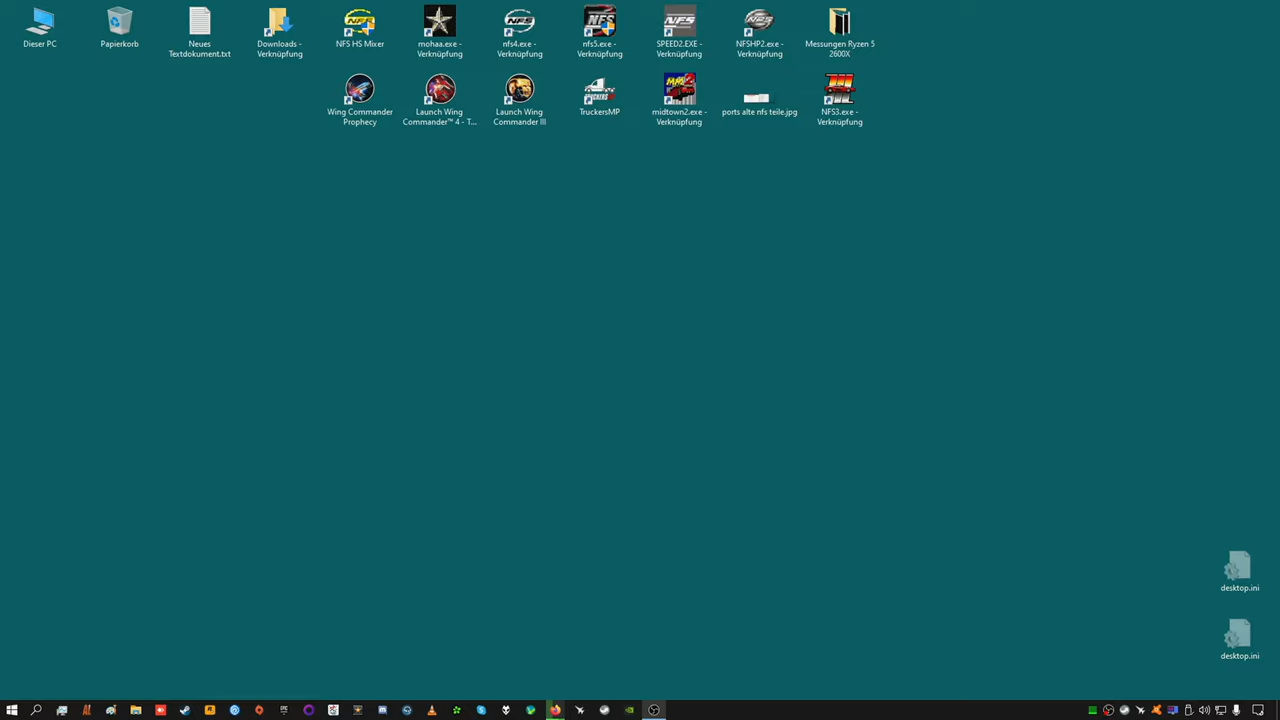 Dieser PC
Papierkorb
Neues
Textdokument.txt
Downloads -
Verknüpfung
NFS HS Mixer
mohaa.exe -
Verknüpfung
nfs4.exe -
Verknüpfung
nfs5.exe -
Verknüpfung
SPEED2.EXE -
Verknüpfung
NFSHP2.exe -
Verknüpfung
Messungen Ryzen 5
2600X
Wing Commander
Prophecy
Launch Wing
Commander™ 4 - T...
Launch Wing
Commander III
TruckersMP
midtown2.exe -
Verknüpfung
ports alte nfs teile.jpg
NFS3.exe -
Verknüpfung
desktop.ini
desktop.ini